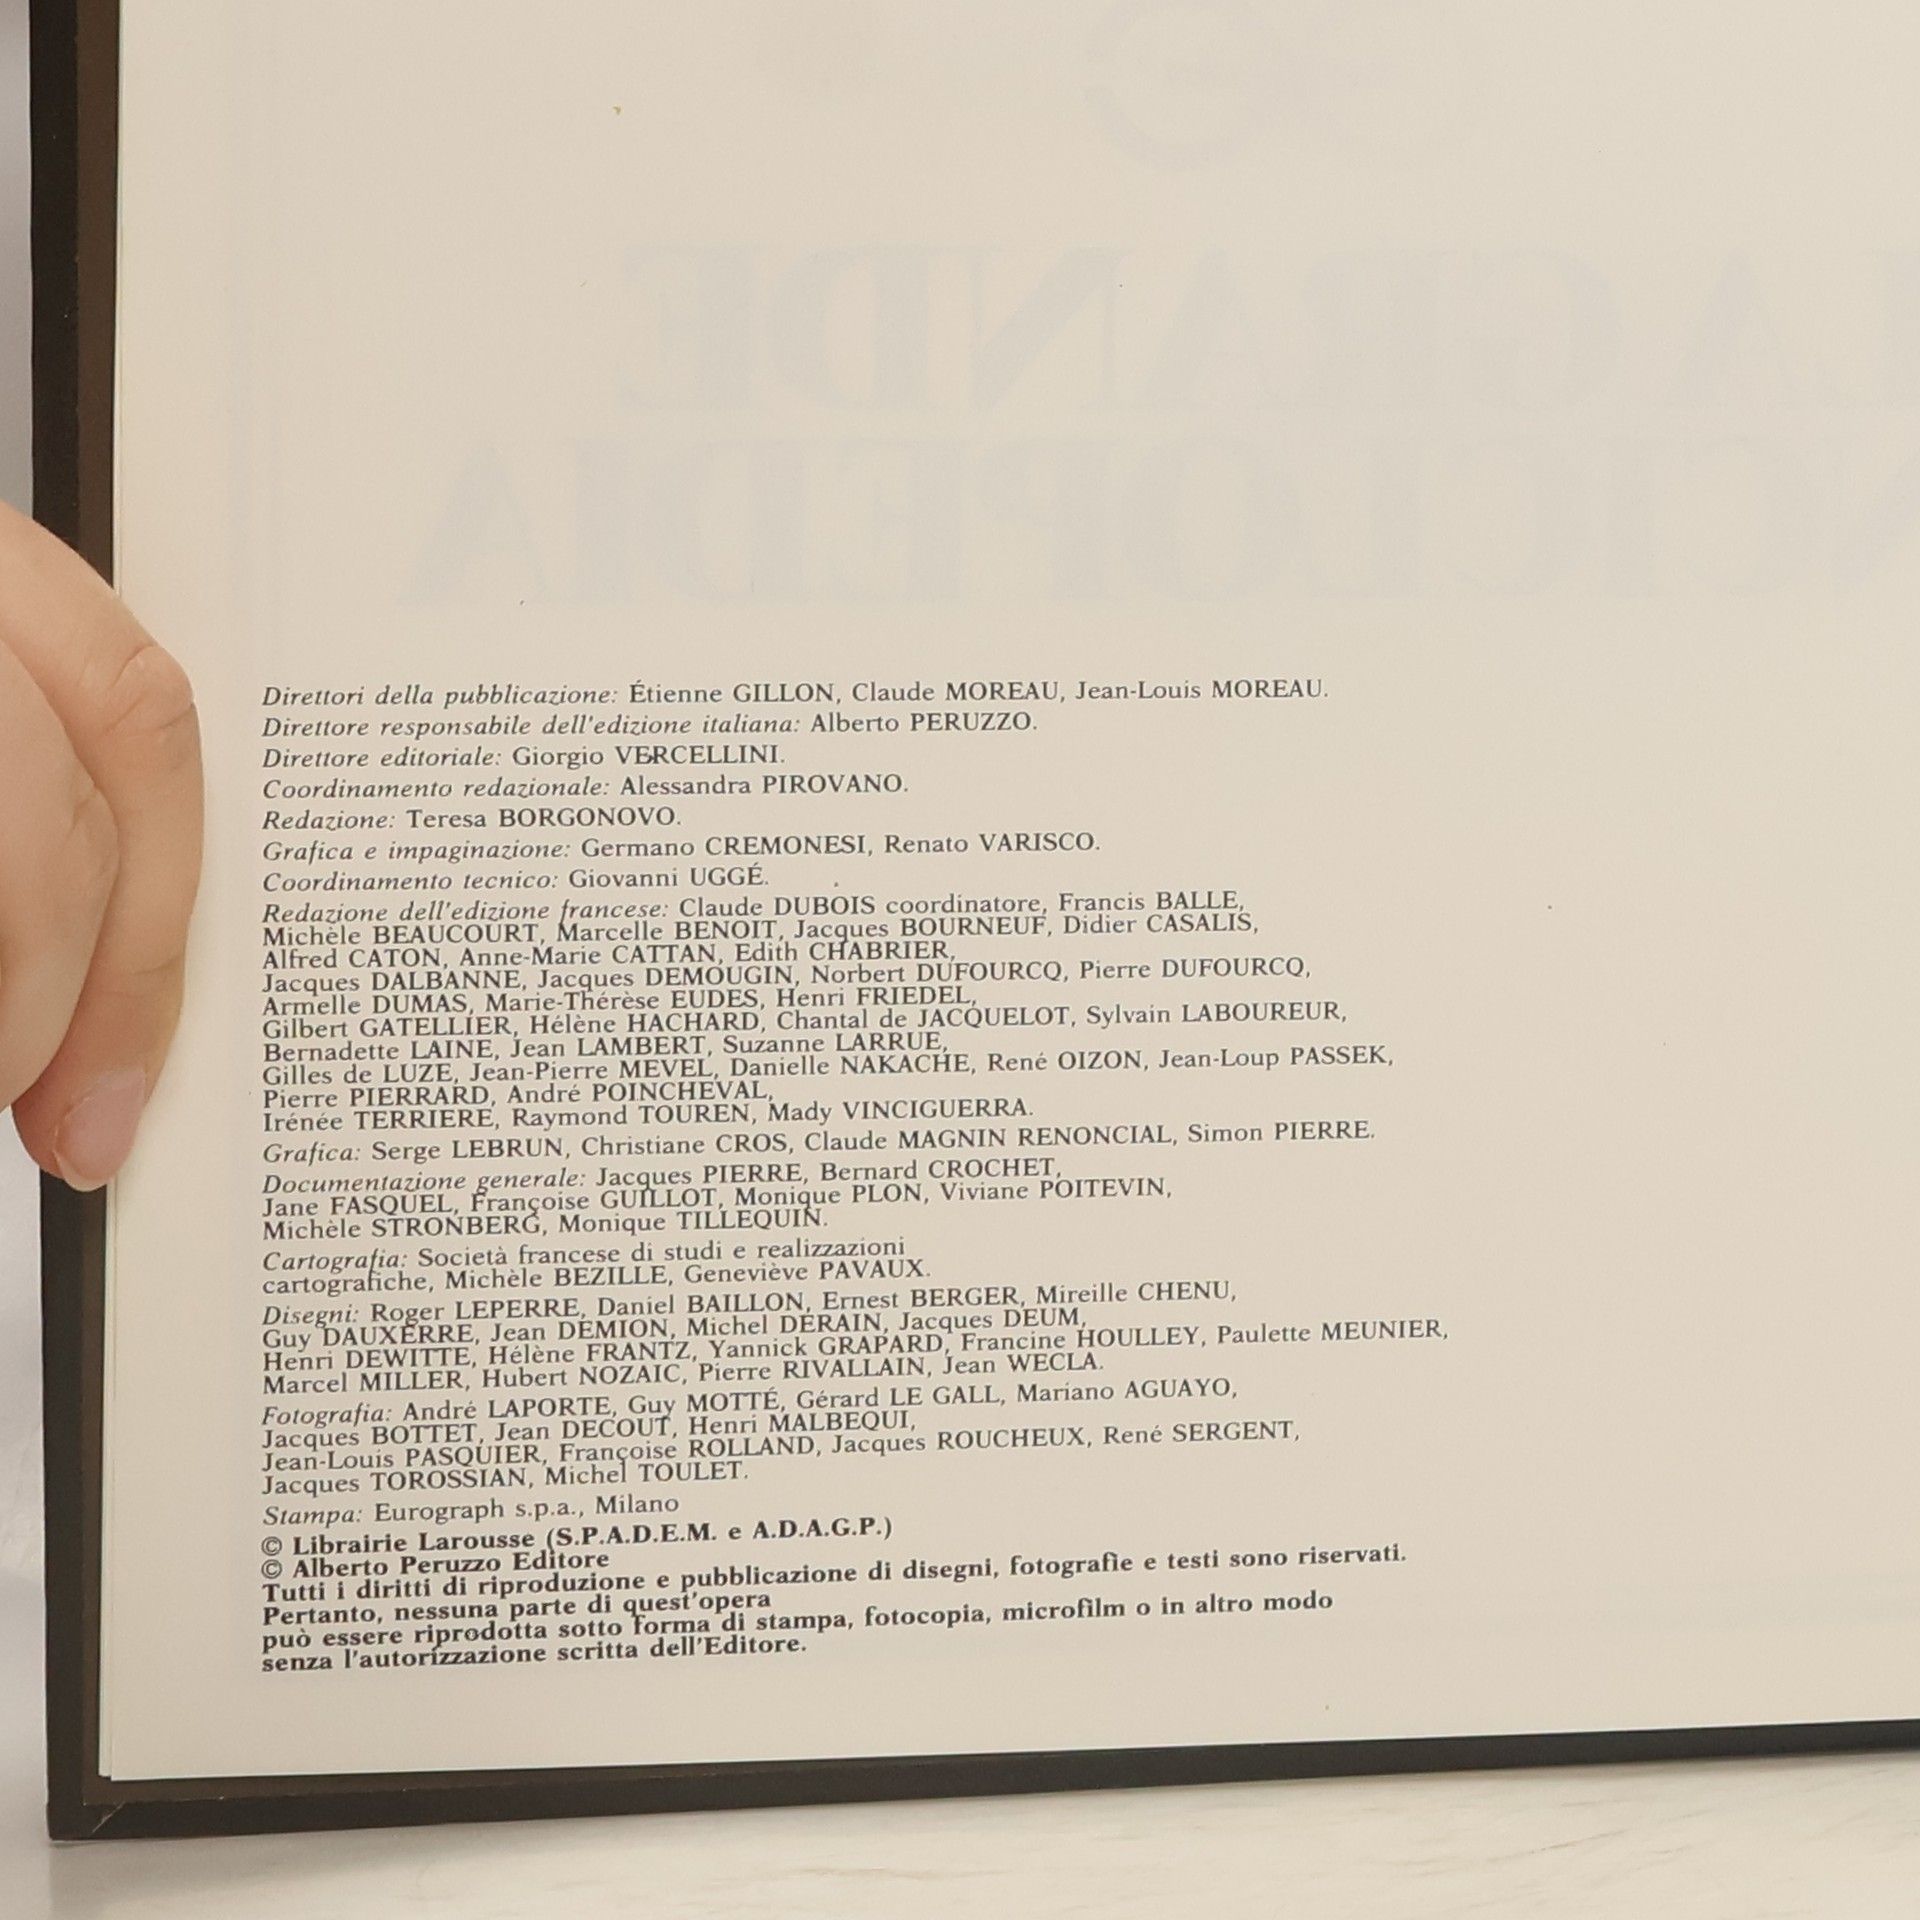 Direttori della pubblicazione: Étienne GILLON, Claude MOREAU, Jean-Louis MOREAU.
Direttore responsabile dell'edizione italiana: Alberto PERUZZO.
Direttore editoriale: Giorgio VERCELLINI.
Coordinamento redazionale: Alessandra PIROVANO.
Redazione: Teresa BORGONOVO.
Grafica e impaginazione: Germano CREMONESI, Renato VARISCO.
Coordinamento tecnico: Giovanni UGGÉ.
Redazione dell'edizione francese: Claude DUBOIS coordinatore, Francis BALLE,
Michèle BEAUCOURT, Marcelle BENOIT, Jacques BOURNEUF, Didier CASALIS,
Alfred CATON, Anne-Marie CATTAN, Edith CHABRIER,
Jacques DALBANNE, Jacques DEMOUGIN, Norbert DUFOURCQ, Pierre DUFOURCQ,
Armelle DUMAS, Marie-Thérèse EUDES, Henri FRIEDEL,
Gilbert GATELLIER, Hélène HACHARD, Chantal de JACQUELOT, Sylvain LABOUREUR,
Bernadette LAINE, Jean LAMBERT, Suzanne LARRUE,
Gilles de LUZE, Jean-Pierre MEVEL, Danielle NAKACHE, René OIZON, Jean-Loup PASSEK,
Pierre PIERRARD, André POINCHEVAL,
Irénée TERRIERE, Raymond TOUREN, Mady VINCIGUERRA.
Grafica: Serge LEBRUN, Christiane CROS, Claude MAGNIN RENONCIAL, Simon PIERRE.
Documentazione generale: Jacques PIERRE, Bernard CROCHET,
Jane FASQUEL, Françoise GUILLOT, Monique PLON, Viviane POITEVIN,
Michèle STRONBERG, Monique TILLEQUIN.
Cartografia: Società francese di studi e realizzazioni
cartografiche, Michèle BEZILLE, Geneviève PAVAUX.
Disegni: Roger LEPERRE, Daniel BAILLON, Ernest BERGER, Mireille CHENU,
Guy DAUXERRE, Jean DEMION, Michel DERAIN, Jacques DEUM,
Henri DEWITTE, Hélène FRANTZ, Yannick GRAPARD, Francine HOULLEY, Paulette MEUNIER,
Marcel MILLER, Hubert NOZAIC, Pierre RIVALLAIN, Jean WECLA.
Fotografia: André LAPORTE, Guy MOTTÉ, Gérard LE GALL, Mariano AGUAYO,
Jacques BOTTET, Jean DECOUT, Henri MALBEQUI,
Jean-Louis PASQUIER, Françoise ROLLAND, Jacques ROUCHEUX, René SERGENT,
Jacques TOROSSIAN, Michel TOULET.
Stampa: Eurograph s.p.a., Milano
© Librairie Larousse (S.P.A.D.E.M. e A.D.A.G.P.)
© Alberto Peruzzo Editore
Tutti i diritti di riproduzione e pubblicazione di disegni, fotografie e testi sono riservati.
Pertanto, nessuna parte di quest'opera
può essere riprodotta sotto forma di stampa, fotocopia, microfilm o in altro modo
senza l'autorizzazione scritta dell'Editore.